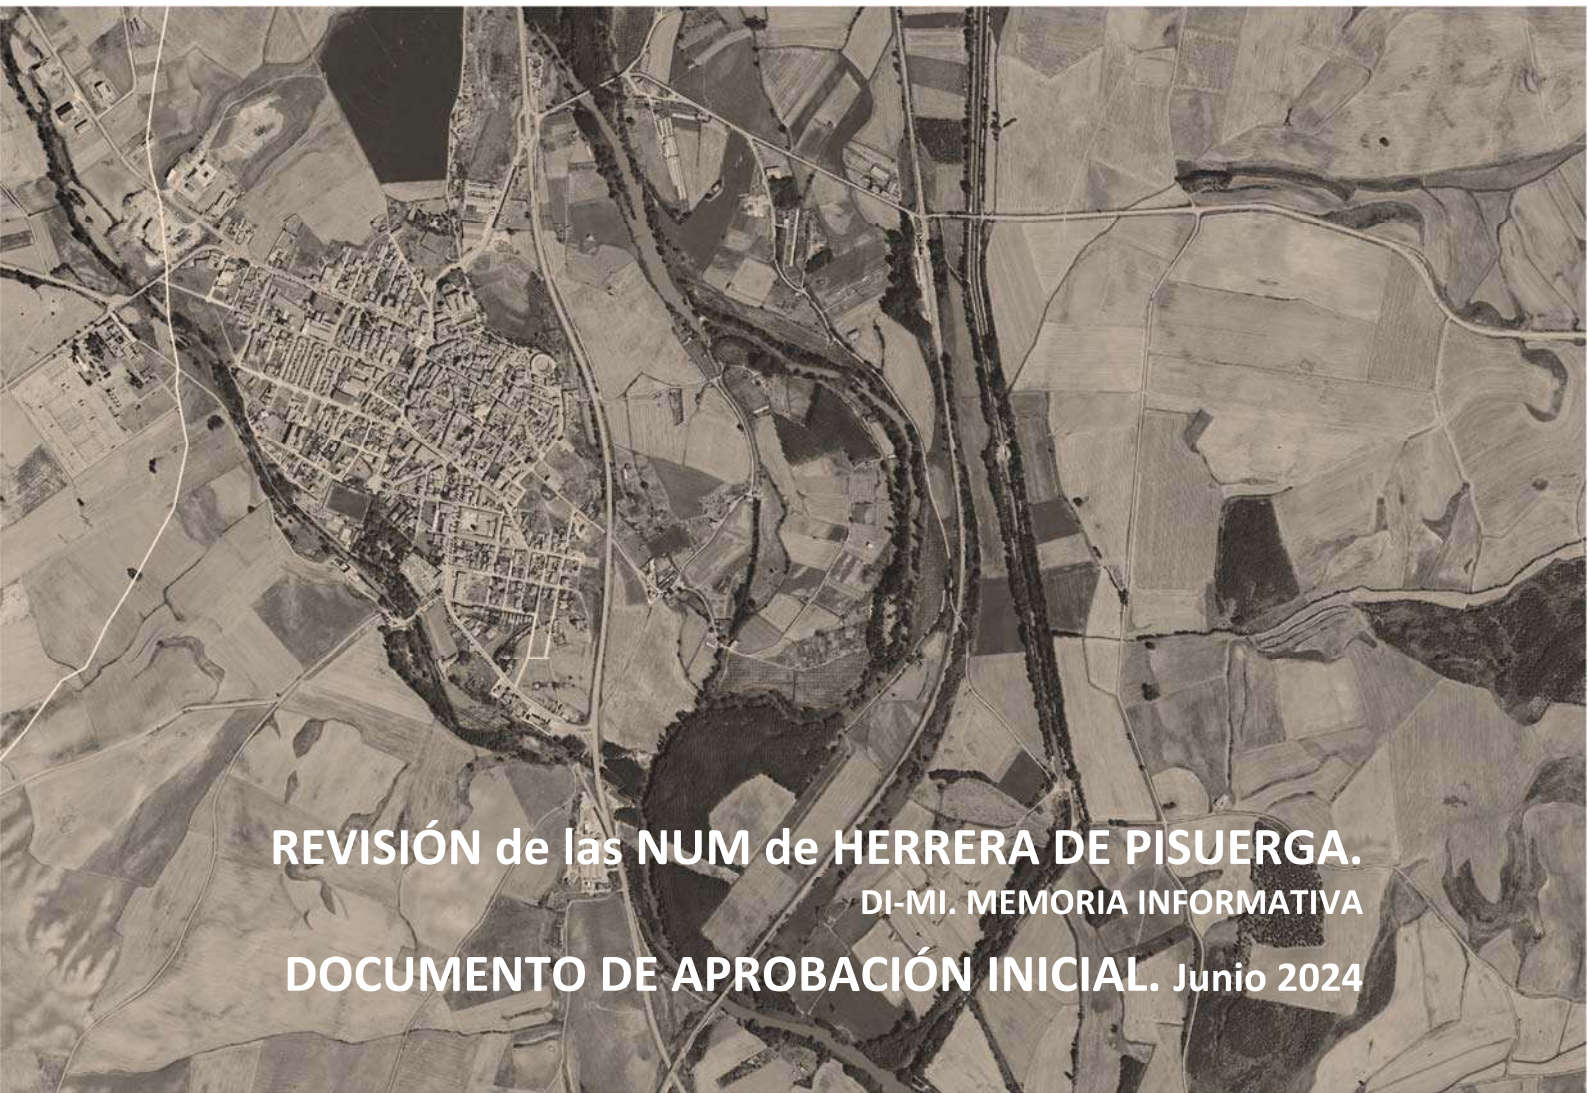 REVISIÓN de las NUM de HERRERA DE PISUERGA.
DI-MI. MEMORIA INFORMATIVA
DOCUMENTO DE APROBACIÓN INICIAL. Junio 2024